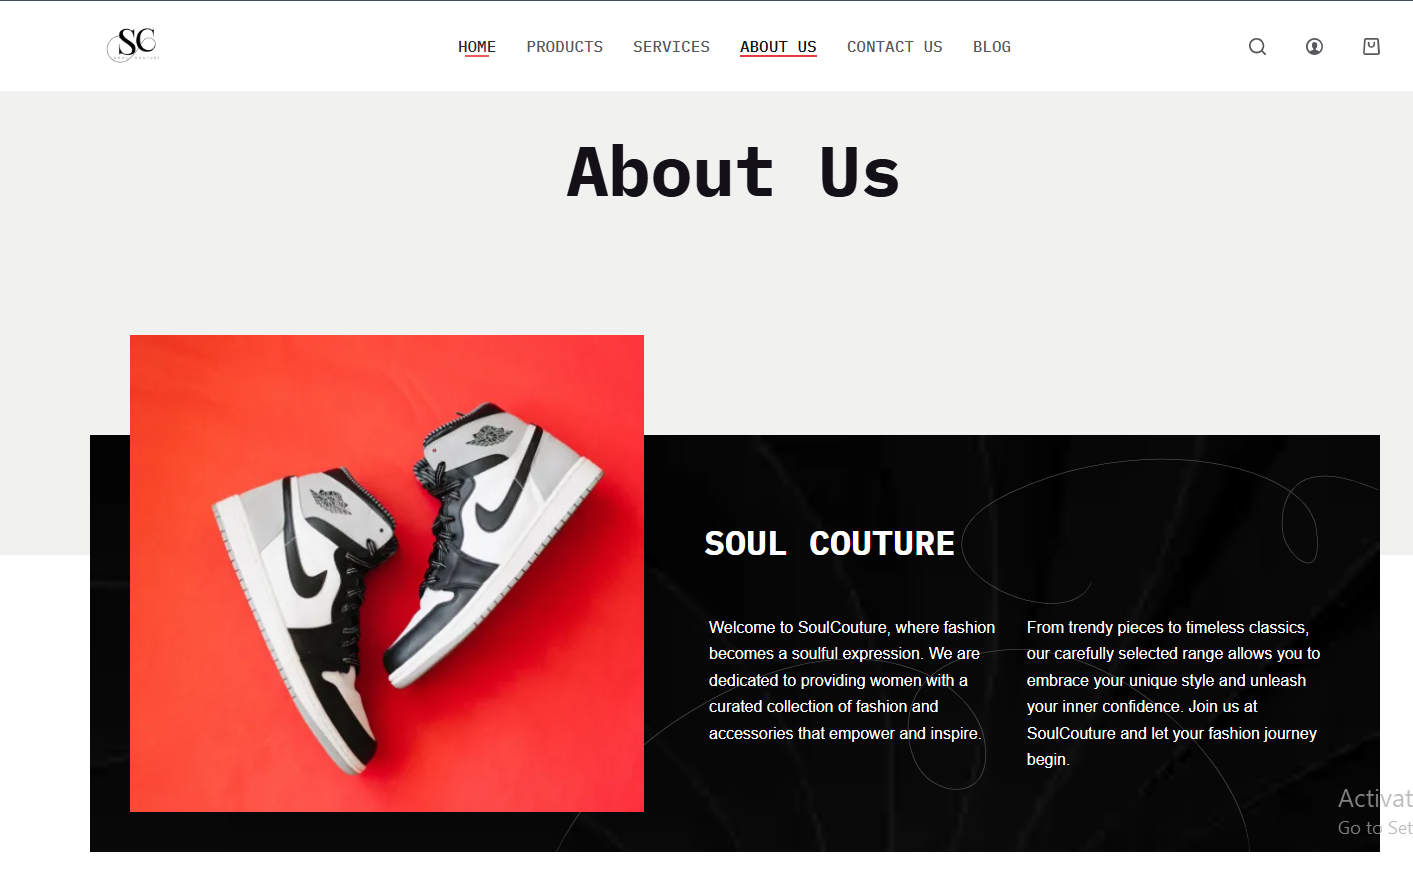 SC
HOME PRODUCTS SERVICES ABOUT US CONTACT US BLOG
About Us
SOUL COUTURE
Welcome to SoulCouture, where fashion
becomes a soulful expression. We are
dedicated to providing women with a
curated collection of fashion and
accessories that empower and inspire.
From trendy pieces to timeless classics,
our carefully selected range allows you to
embrace your unique style and unleash
your inner confidence. Join us at
SoulCouture and let your fashion journey
begin.
Activat
Go to Set